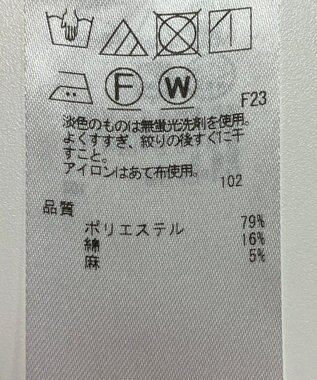 F W
F23
淡色のものは無蛍光洗剤を使用。
よくすすぎ、絞りの後すぐに干
すこと。
アイロンはあて布使用。
102
品質
ポリエステル 79%
綿 16%
麻 5%